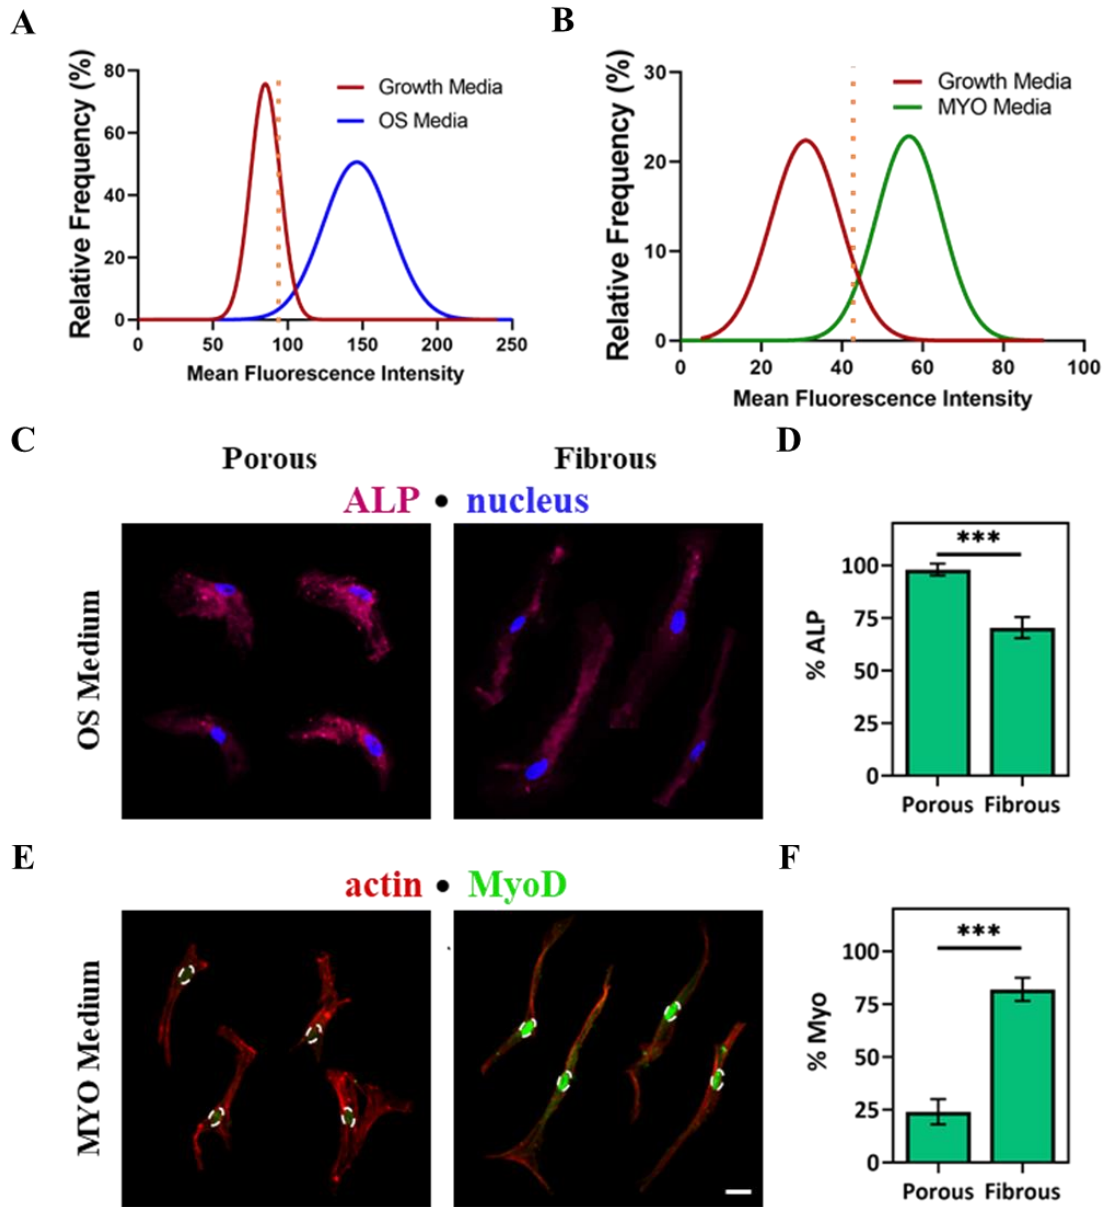 A
B
Relative Frequency (%)
80
60
40
20
0
Growth Media
OS Media
0 50 100 150 200 250
Mean Fluorescence Intensity
Relative Frequency (%)
30
20
10
0
Growth Media
MYO Media
0 20 40 60 80 100
Mean Fluorescence Intensity
C
D
Porous Fibrous
ALP • nucleus
OS Medium
***
% ALP
100
75
50
25
0
Porous Fibrous
E
F
actin • MyoD
MYO Medium
***
% Myo
100
75
50
25
0
Porous Fibrous